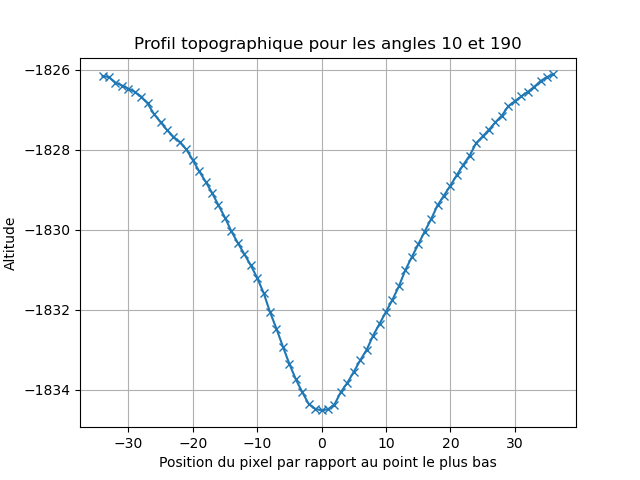 Profil topographique pour les angles 10 et 190
−1826
−1828
−1830
−1832
−1834
Altitude
−30 −20 −10 0 10 20 30
Position du pixel par rapport au point le plus bas